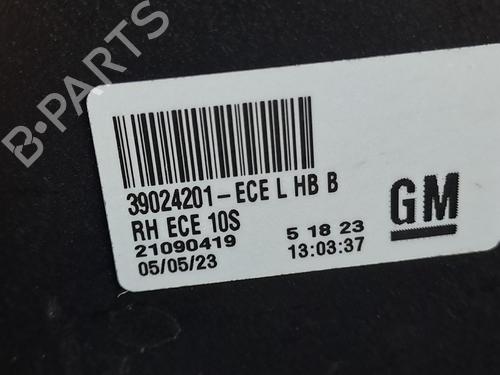 B-PARTS
39024201-ECE L HB B
RH ECE 10S
21090419
05/05/23
5 18 23
13:03:37
GM